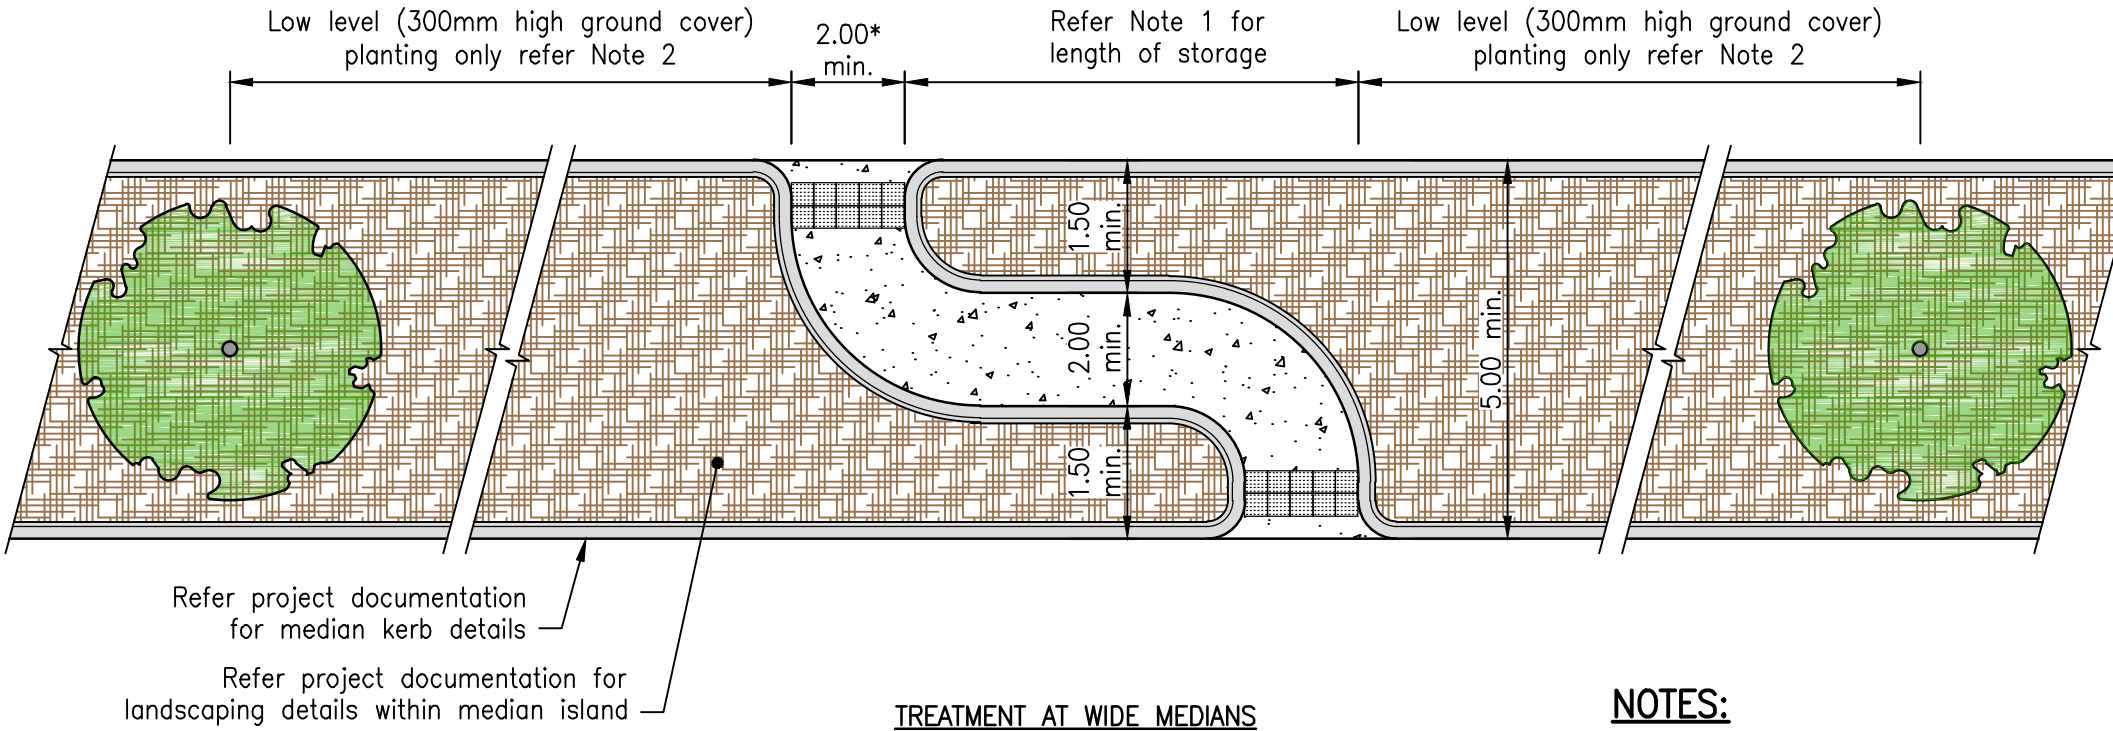 Low level (300mm high ground cover)
planting only refer Note 2
2.00*
min.
Refer Note 1 for
length of storage
Low level (300mm high ground cover)
planting only refer Note 2
1.50
min.
2.00
min.
1.50
min.
5.00 min.
Refer project documentation
for median kerb details
Refer project documentation for
landscaping details within median island
TREATMENT AT WIDE MEDIANS
NOTES: